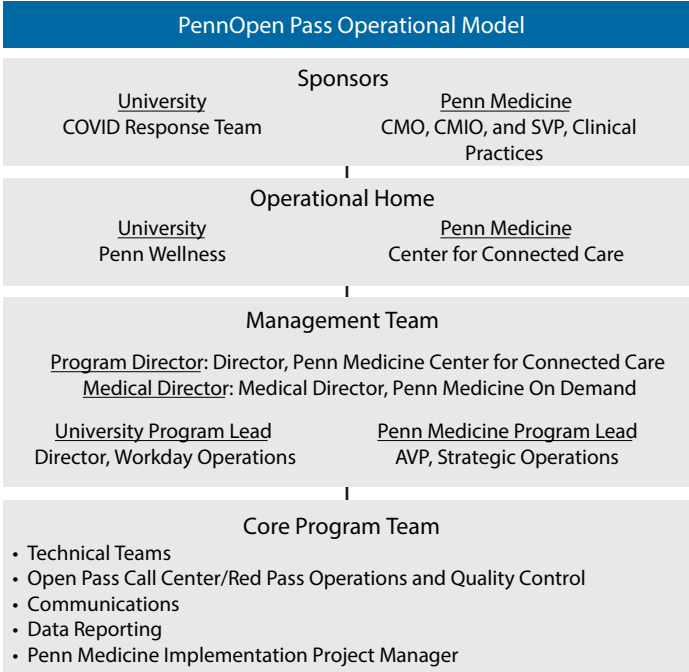 PennOpen Pass Operational Model
Sponsors
University
COVID Response Team
Penn Medicine
CMO, CMIO, and SVP, Clinical
Practices
Operational Home
University
Penn Wellness
Penn Medicine
Center for Connected Care
Management Team
Program Director: Director, Penn Medicine Center for Connected Care
Medical Director: Medical Director, Penn Medicine On Demand
University Program Lead
Director, Workday Operations
Penn Medicine Program Lead
AVP, Strategic Operations
Core Program Team
• Technical Teams
• Open Pass Call Center/Red Pass Operations and Quality Control
• Communications
• Data Reporting
• Penn Medicine Implementation Project Manager